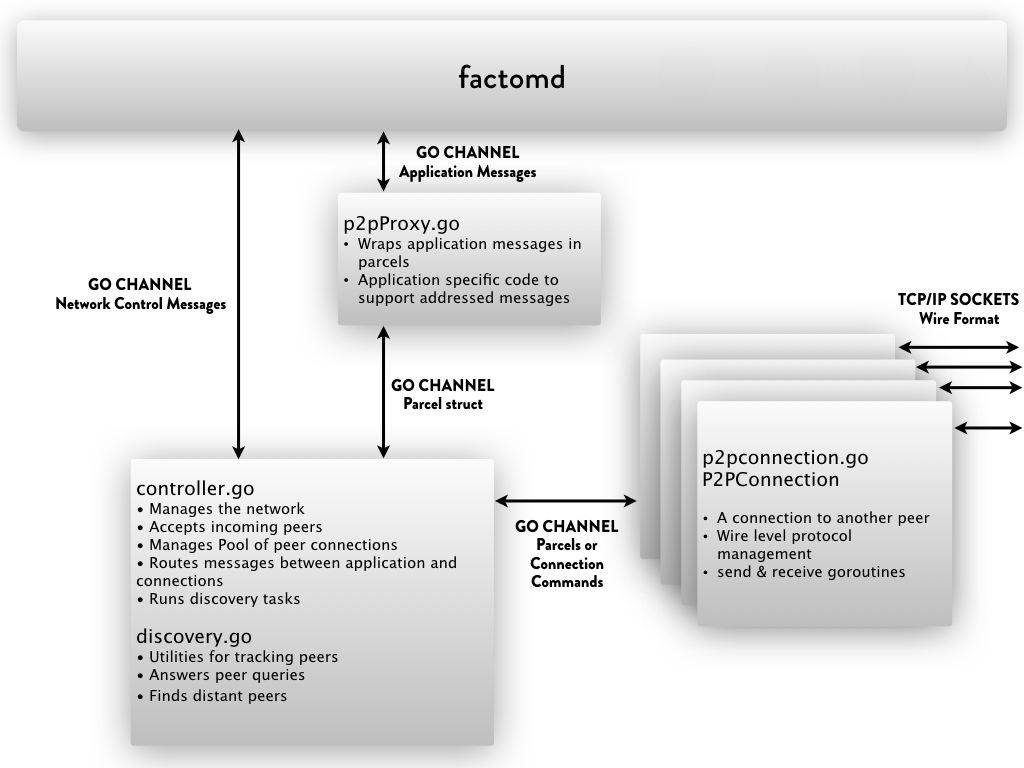 factomd
GO CHANNEL
Application Messages
p2pProxy.go
• Wraps application messages in
parcels
• Application specific code to
support addressed messages
GO CHANNEL
Network Control Messages
TCP/IP SOCKETS
Wire Format
GO CHANNEL
Parcel struct
controller.go
• Manages the network
• Accepts incoming peers
• Manages Pool of peer connections
• Routes messages between application and
connections
• Runs discovery tasks
discovery.go
• Utilities for tracking peers
• Answers peer queries
• Finds distant peers
GO CHANNEL
Parcels or
Connection
Commands
p2pconnection.go
P2PConnection
• A connection to another peer
• Wire level protocol
management
• send & receive goroutines